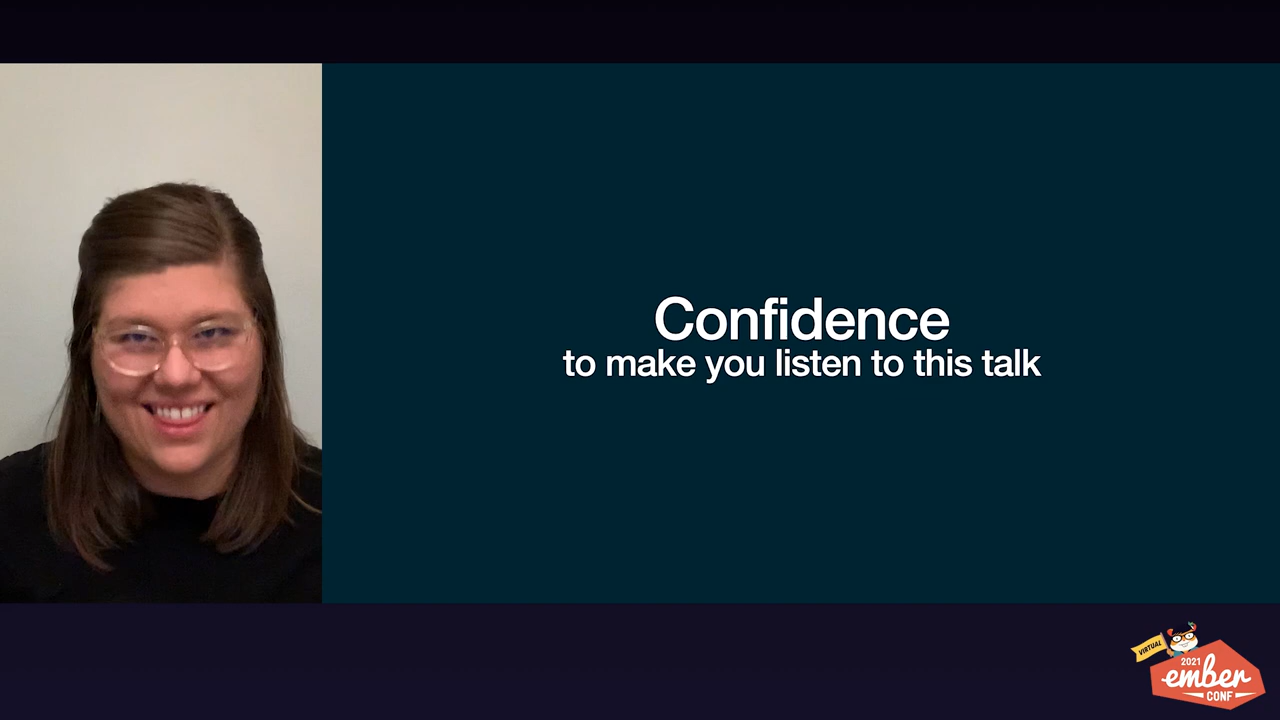 Confidence
to make you listen to this talk
VIRTUAL
2021
ember
CONF